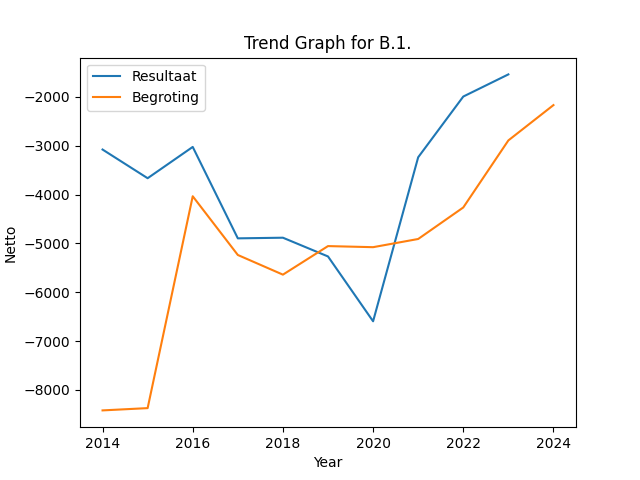 Trend Graph for B.1.
Resultaat
Begroting
−2000
−3000
−4000
−5000
−6000
−7000
−8000
Netto
2014 2016 2018 2020 2022 2024
Year